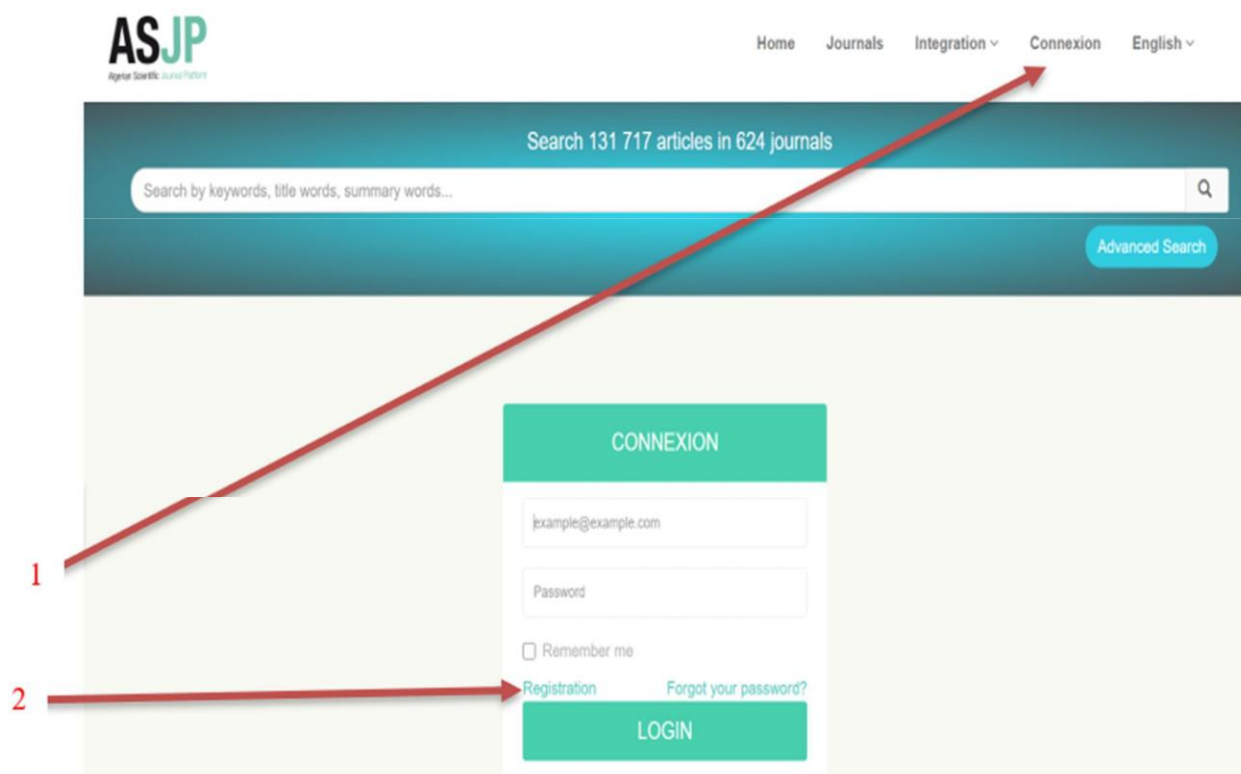 ASJP
Algerian Scientific Journal Platform
Home Journals Integration Connexion English
Search 131 717 articles in 624 journals
Search by keywords, title words, summary words...
Advanced Search
CONNEXION
example@example.com
1
Password
Remember me
2
Registration Forgot your password?
LOGIN